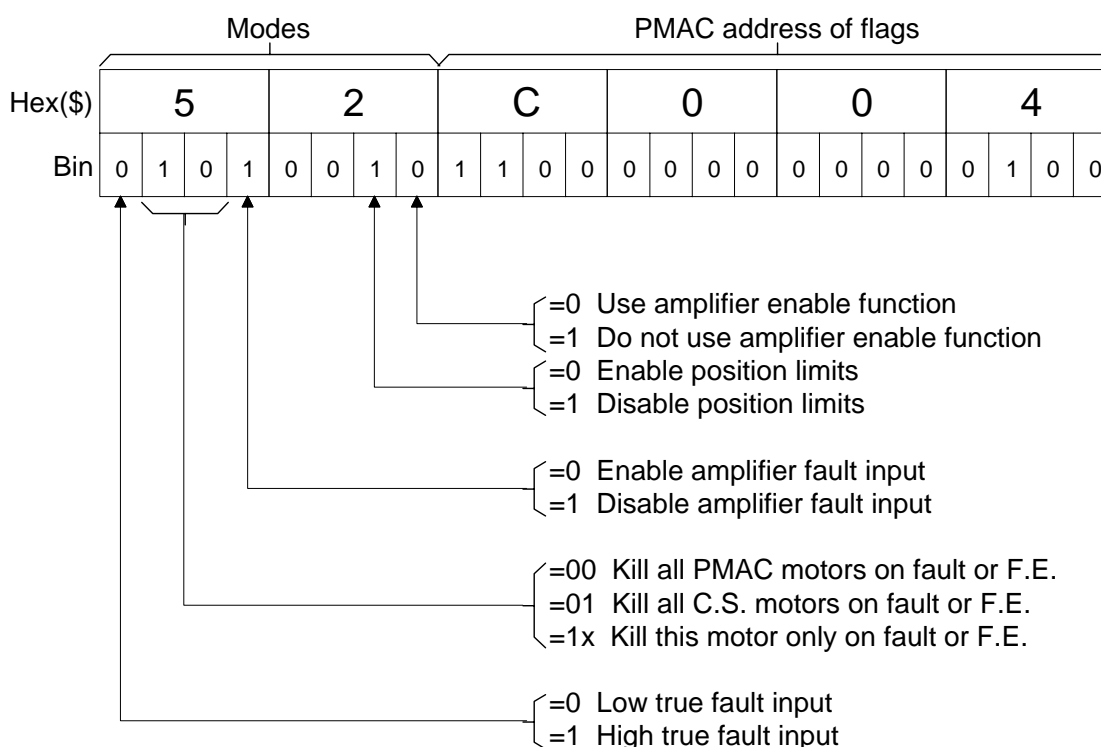 Modes PMAC address of flags
Hex($) 5 2 C 0 0 4
Bin 0 1 0 1 0 0 1 0 1 1 0 0 0 0 0 0 0 0 0 0 0 1 0 0
=0 Use amplifier enable function
=1 Do not use amplifier enable function
=0 Enable position limits
=1 Disable position limits
=0 Enable amplifier fault input
=1 Disable amplifier fault input
=00 Kill all PMAC motors on fault or F.E.
=01 Kill all C.S. motors on fault or F.E.
=1x Kill this motor only on fault or F.E.
=0 Low true fault input
=1 High true fault input